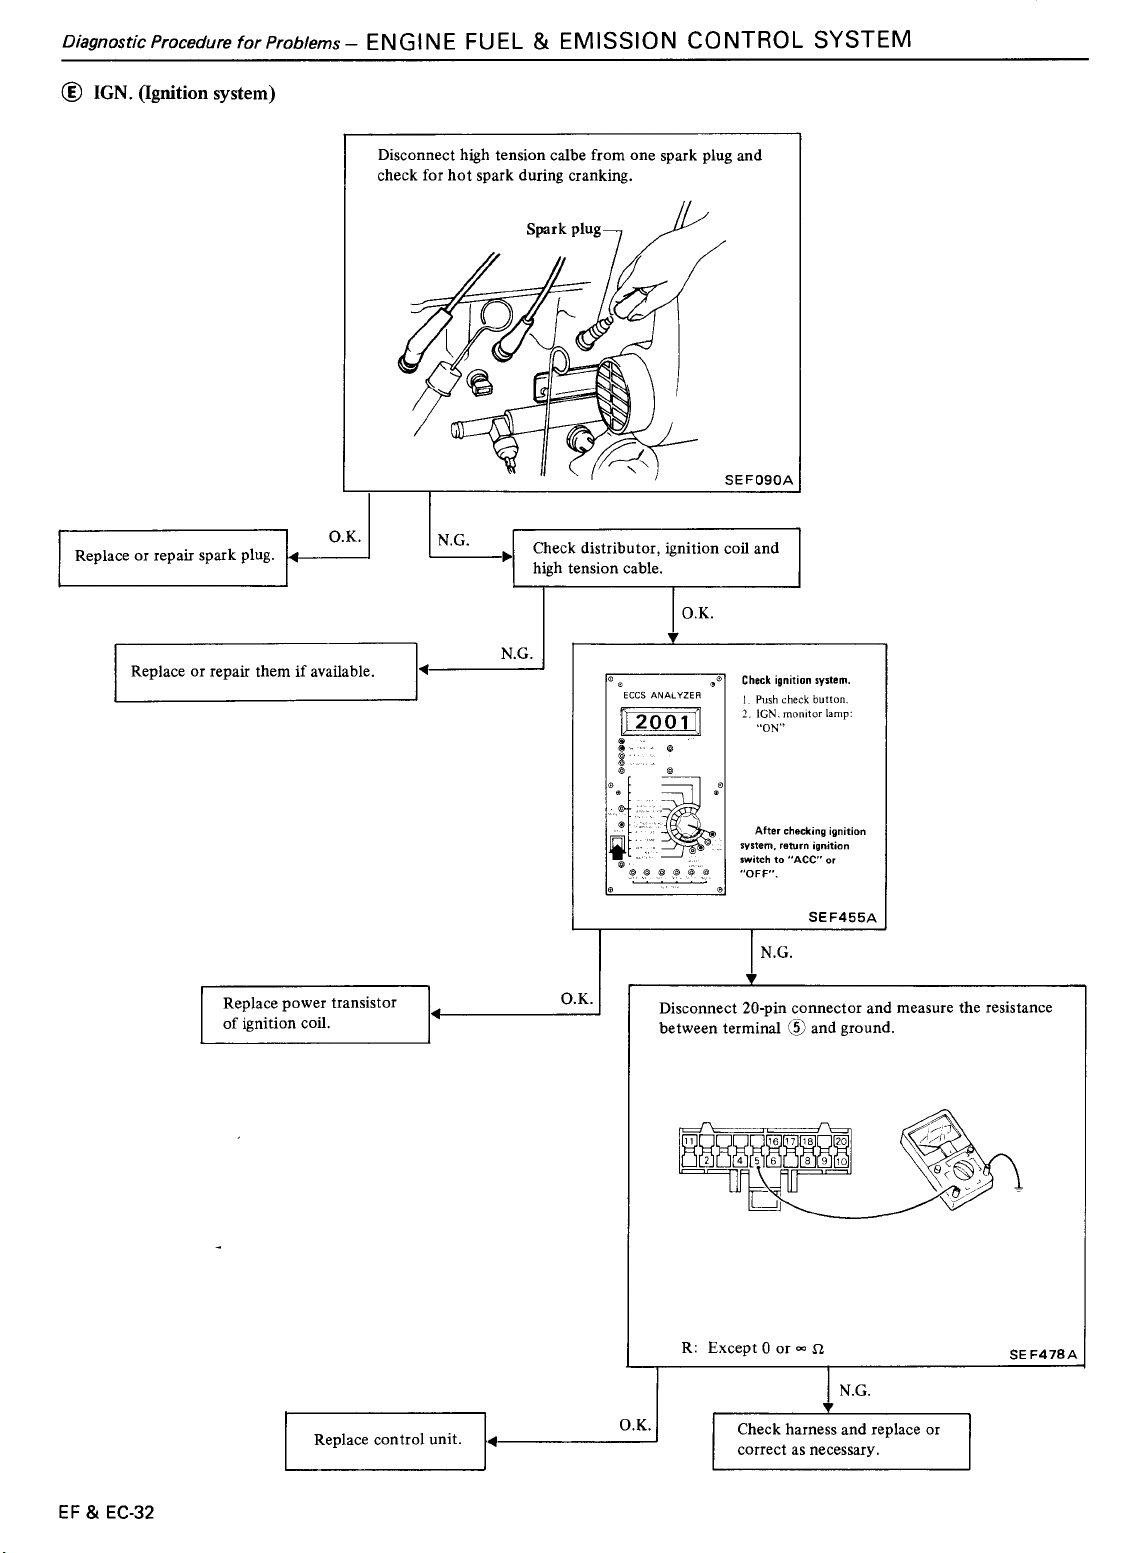 Diagnostic Procedure for Problems – ENGINE FUEL & EMISSION CONTROL SYSTEM
Ⓔ IGN. (Ignition system)
Disconnect high tension calbe from one spark plug and
check for hot spark during cranking.
Spark plug
SEF090A
O.K.
N.G.
Replace or repair spark plug.
Check distributor, ignition coil and
high tension cable.
O.K.
N.G.
Replace or repair them if available.
ECCS ANALYZER
2001
Check ignition system.
1. Push check button.
2. IGN. monitor lamp:
"ON"
After checking ignition
system, return ignition
switch to "ACC" or
"OFF".
SEF455A
N.G.
O.K.
Replace power transistor
of ignition coil.
Disconnect 20-pin connector and measure the resistance
between terminal ⑤ and ground.
11 16 17 18 20
2 4 5 6 8 9 10
R: Except 0 or ∞ Ω
SEF478A
N.G.
O.K.
Replace control unit.
Check harness and replace or
correct as necessary.
EF & EC-32